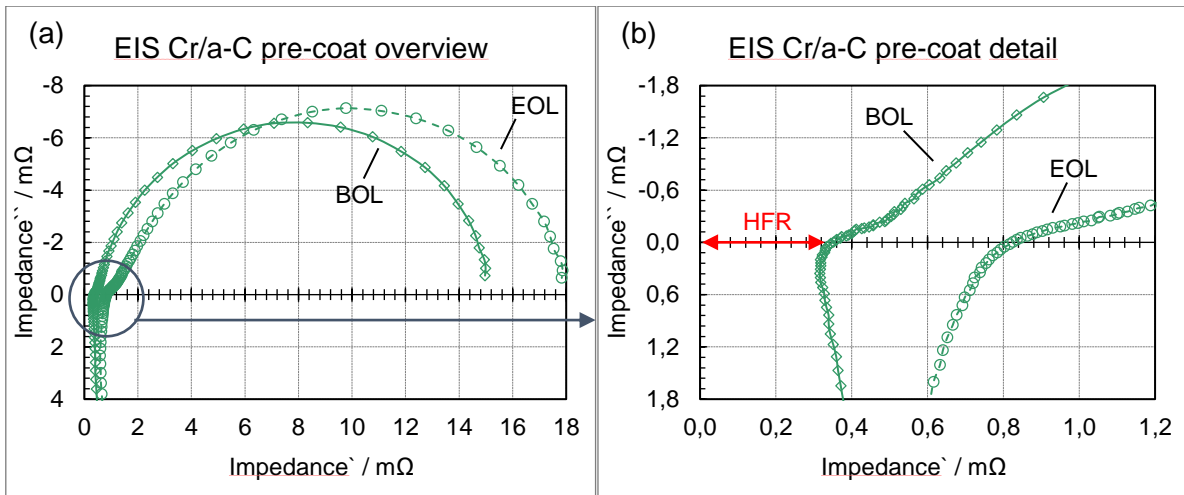 (a)
EIS Cr/a-C pre-coat overview
-8
-6
-4
-2
0
2
4
Impedance`` / mΩ
EOL
BOL
0 2 4 6 8 10 12 14 16 18
Impedance` / mΩ
(b)
EIS Cr/a-C pre-coat detail
-1.8
-1.2
-0.6
0,0
0.6
1.2
1,8
Impedance`` / mΩ
BOL
EOL
HFR
0,0 0,2 0,4 0,6 0,8 1,0 1,2
Impedance` / mΩ